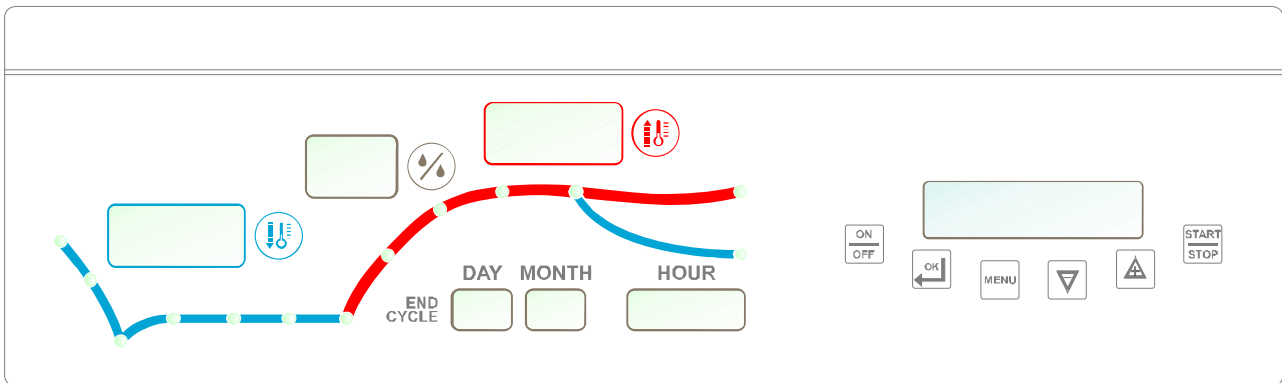 DAY MONTH HOUR
END
CYCLE
ON
OFF
OK
MENU
START
STOP